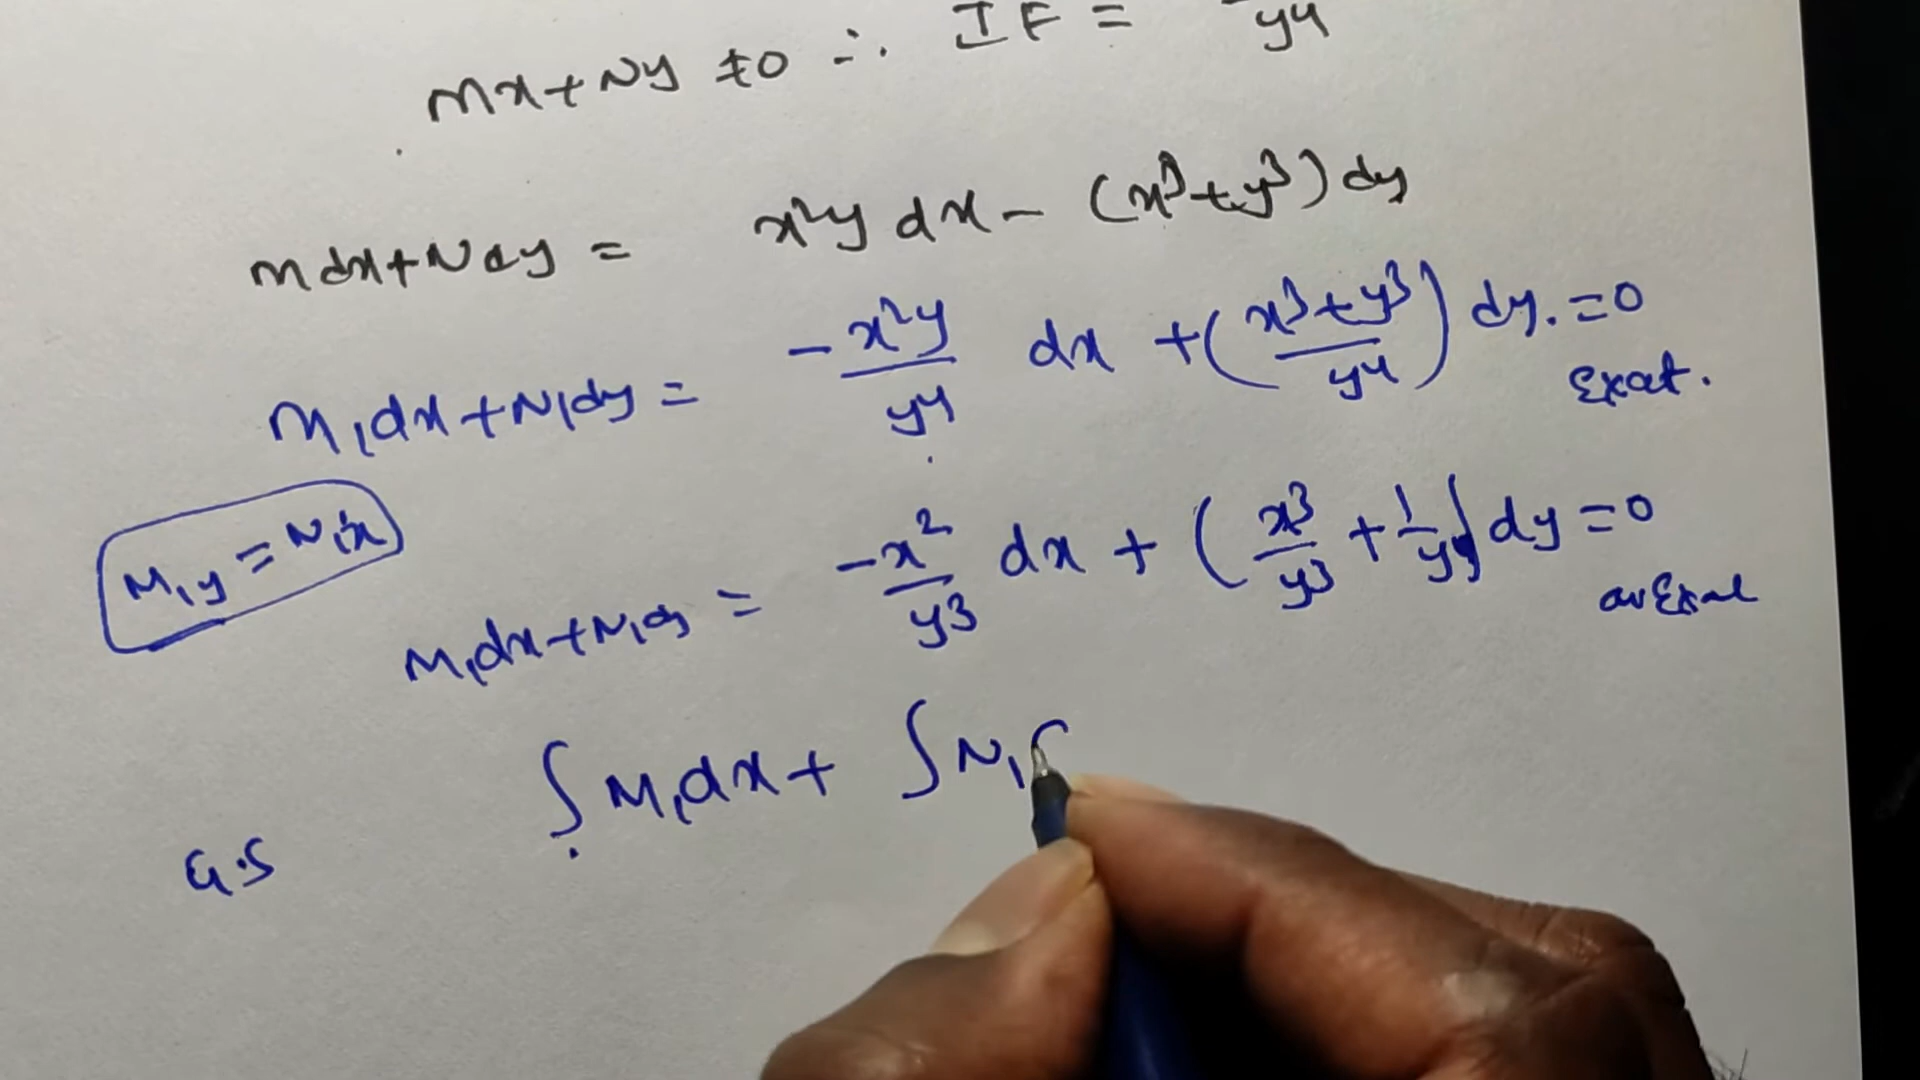 Mx + Ny ≠ 0 ∴ IF = y4
Mdx + Ndy = x²y dx - (x³ + y³) dy
M₁dx + N₁dy = -x²y/y4 dx + (x³ + y³/y4) dy. = 0
Exact.
M₁y = N₁x
M₁dx + N₁dy = -x²/y3 dx + (x³/y3 + 1/y) dy = 0
G.S ∫ M₁dx + ∫ N₁